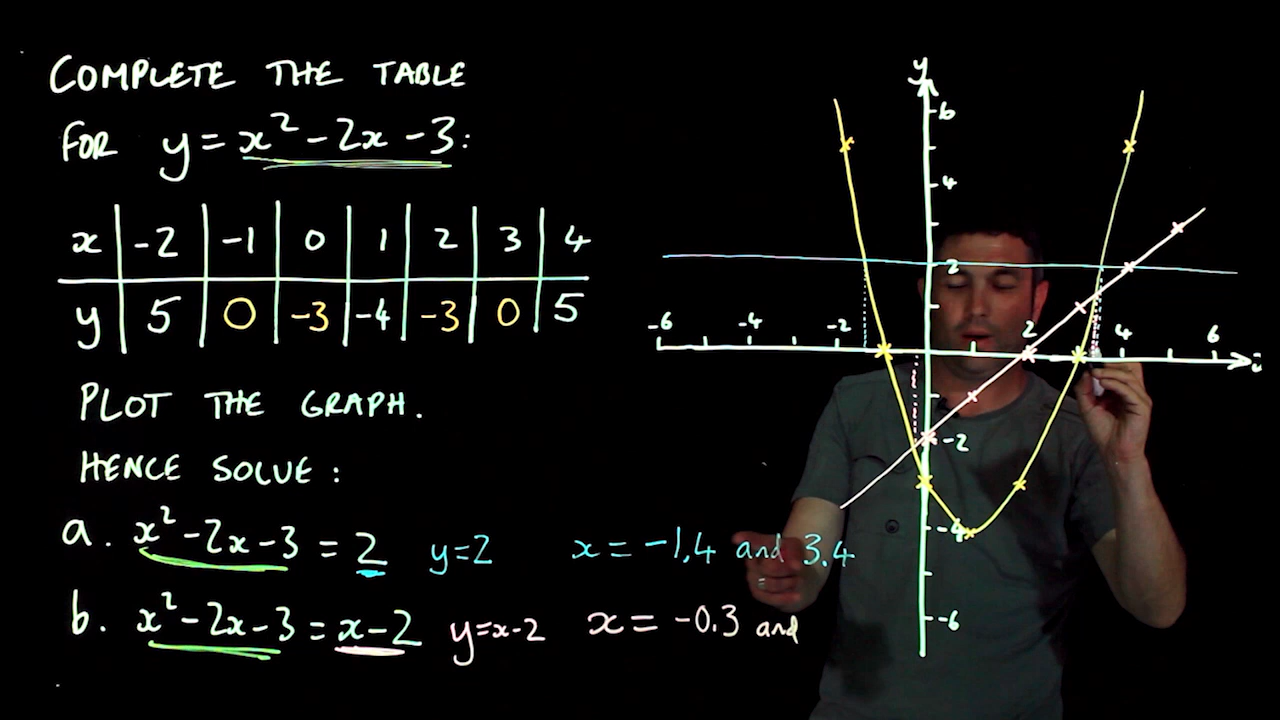 COMPLETE THE TABLE
FOR y = x² - 2x - 3:
x -2 -1 0 1 2 3 4
y 5 0 -3 -4 -3 0 5
PLOT THE GRAPH.
HENCE SOLVE:
a. x² - 2x - 3 = 2 y=2 x = -1.4 and 3.4
b. x² - 2x - 3 = x - 2 y=x-2 x = -0.3 and
y
6
4
2
-6 -4 -2 2 4 6
-2
-4
-6